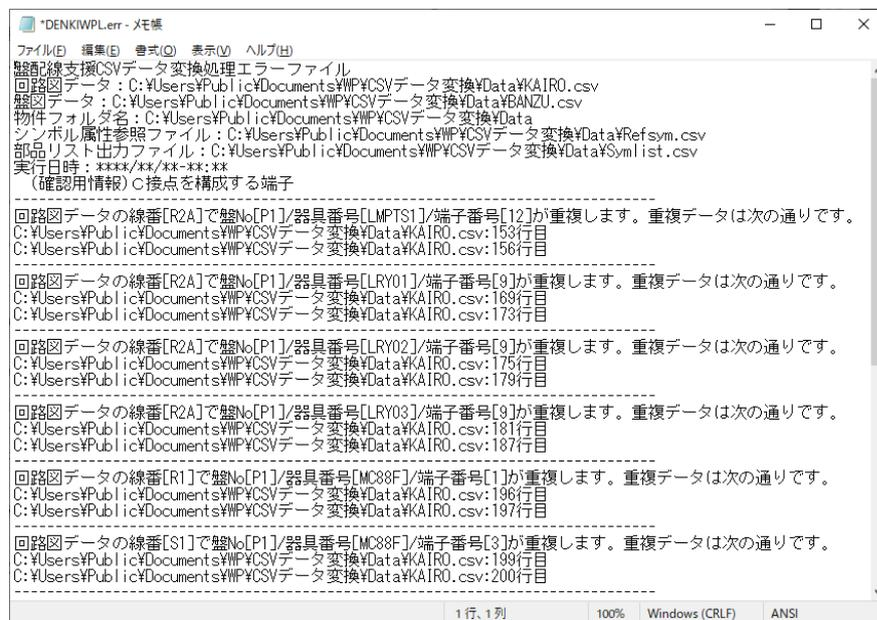 *DENKIWPL.err - メモ帳
ファイル(F) 編集(E) 書式(O) 表示(V) ヘルプ(H)
盤配線支援CSVデータ変換処理エラーファイル
回路図データ：C:¥Users¥Public¥Documents¥WP¥CSVデータ変換¥Data¥KAIRO.csv
盤図データ：C:¥Users¥Public¥Documents¥WP¥CSVデータ変換¥Data¥BANZU.csv
物件フォルダ名：C:¥Users¥Public¥Documents¥WP¥CSVデータ変換¥Data
シンボル属性参照ファイル：C:¥Users¥Public¥Documents¥WP¥CSVデータ変換¥Data¥Refsym.csv
部品リスト出力ファイル：C:¥Users¥Public¥Documents¥WP¥CSVデータ変換¥Data¥Symlist.csv
実行日時：****/**/**-**:**
（確認用情報）C接点を構成する端子
--------------------------------------------------------------------------------
回路図データの線番[R2A]で盤No[P1]/器具番号[LMPTS1]/端子番号[12]が重複します。重複データは次の通りです。
C:¥Users¥Public¥Documents¥WP¥CSVデータ変換¥Data¥KAIRO.csv:153行目
C:¥Users¥Public¥Documents¥WP¥CSVデータ変換¥Data¥KAIRO.csv:156行目
--------------------------------------------------------------------------------
回路図データの線番[R2A]で盤No[P1]/器具番号[LRY01]/端子番号[9]が重複します。重複データは次の通りです。
C:¥Users¥Public¥Documents¥WP¥CSVデータ変換¥Data¥KAIRO.csv:169行目
C:¥Users¥Public¥Documents¥WP¥CSVデータ変換¥Data¥KAIRO.csv:173行目
--------------------------------------------------------------------------------
回路図データの線番[R2A]で盤No[P1]/器具番号[LRY02]/端子番号[9]が重複します。重複データは次の通りです。
C:¥Users¥Public¥Documents¥WP¥CSVデータ変換¥Data¥KAIRO.csv:175行目
C:¥Users¥Public¥Documents¥WP¥CSVデータ変換¥Data¥KAIRO.csv:179行目
--------------------------------------------------------------------------------
回路図データの線番[R2A]で盤No[P1]/器具番号[LRY03]/端子番号[9]が重複します。重複データは次の通りです。
C:¥Users¥Public¥Documents¥WP¥CSVデータ変換¥Data¥KAIRO.csv:181行目
C:¥Users¥Public¥Documents¥WP¥CSVデータ変換¥Data¥KAIRO.csv:187行目
--------------------------------------------------------------------------------
回路図データの線番[R1]で盤No[P1]/器具番号[MC88F]/端子番号[1]が重複します。重複データは次の通りです。
C:¥Users¥Public¥Documents¥WP¥CSVデータ変換¥Data¥KAIRO.csv:196行目
C:¥Users¥Public¥Documents¥WP¥CSVデータ変換¥Data¥KAIRO.csv:197行目
--------------------------------------------------------------------------------
回路図データの線番[S1]で盤No[P1]/器具番号[MC88F]/端子番号[3]が重複します。重複データは次の通りです。
C:¥Users¥Public¥Documents¥WP¥CSVデータ変換¥Data¥KAIRO.csv:199行目
C:¥Users¥Public¥Documents¥WP¥CSVデータ変換¥Data¥KAIRO.csv:200行目
--------------------------------------------------------------------------------
1 行、1 列 100% Windows (CRLF) ANSI